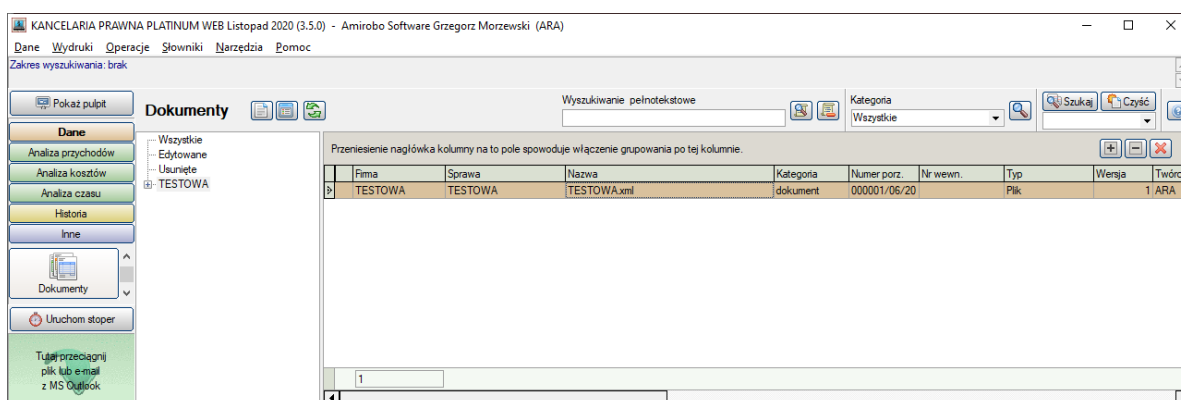 KANCELARIA PRAWNA PLATINUM WEB Listopad 2020 (3.5.0) - Amirobo Software Grzegorz Morzewski (ARA)
Dane Wydruki Operacje Słowniki Narzędzia Pomoc
Zakres wyszukiwania: brak
Pokaż pulpit
Dokumenty
Wyszukiwanie pełnotekstowe
Kategoria
Wszystkie
Szukaj
Czyść
Dane
Analiza przychodów
Analiza kosztów
Analiza czasu
Historia
Inne
Dokumenty
Uruchom stoper
Tutaj przeciągnij
plik lub e-mail
z MS Outlook
Wszystkie
Edytowane
Usunięte
TESTOWA
Przeniesienie nagłówka kolumny na to pole spowoduje włączenie grupowania po tej kolumnie.
Firma Sprawa Nazwa Kategoria Numer porz. Nr wewn. Typ Wersja Twórc
TESTOWA TESTOWA TESTOWA.xml dokument 000001/06/20 Plik 1 ARA
1